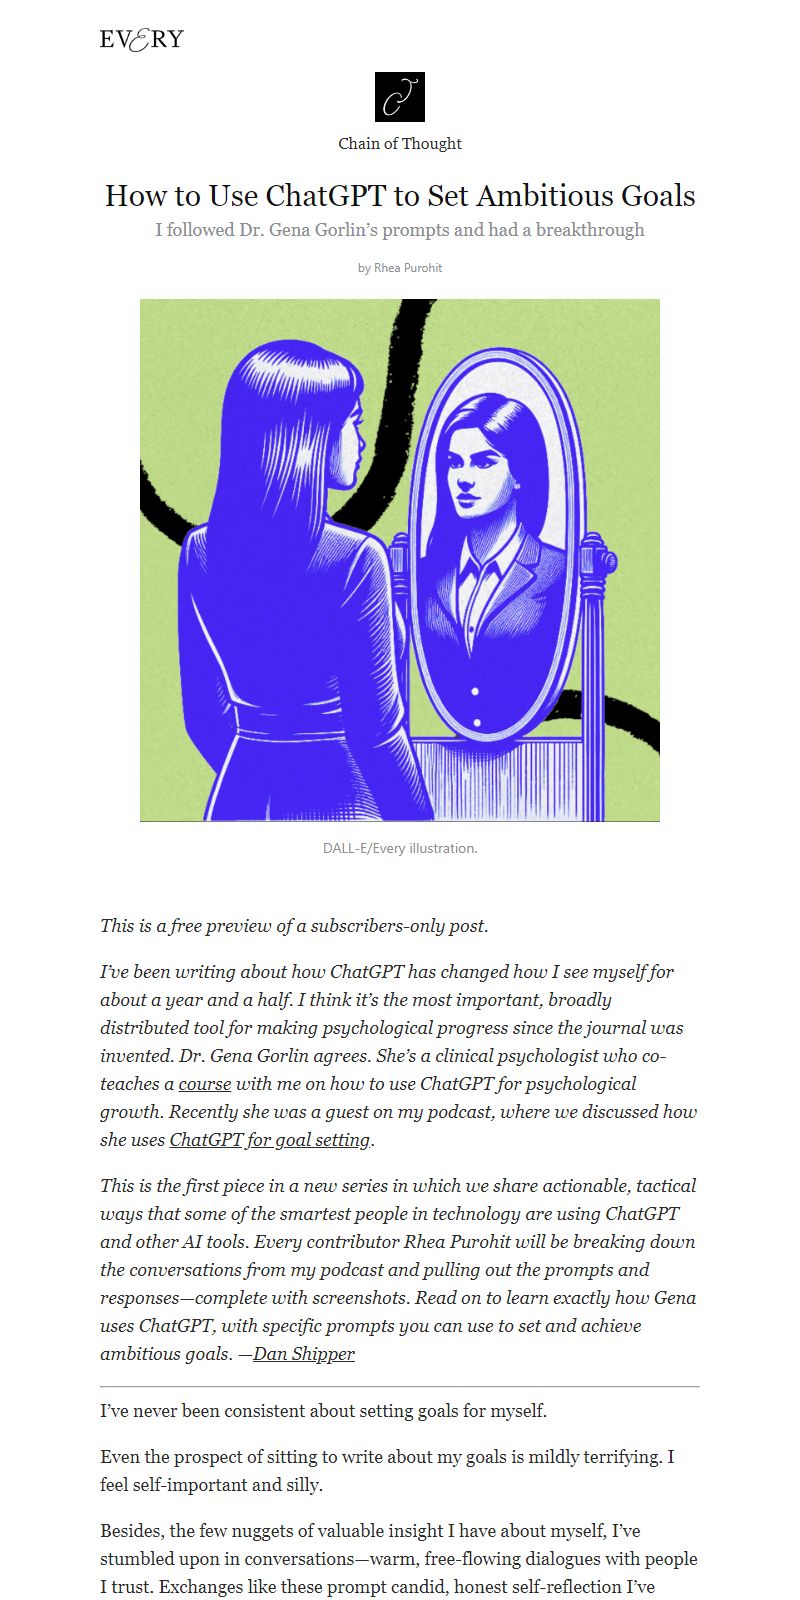 EVERY
Chain of Thought
How to Use ChatGPT to Set Ambitious Goals
I followed Dr. Gena Gorlin’s prompts and had a breakthrough
by Rhea Purohit
DALL-E/Every illustration.
This is a free preview of a subscribers-only post.
I’ve been writing about how ChatGPT has changed how I see myself for
about a year and a half. I think it’s the most important, broadly
distributed tool for making psychological progress since the journal was
invented. Dr. Gena Gorlin agrees. She’s a clinical psychologist who co-
teaches a course with me on how to use ChatGPT for psychological
growth. Recently she was a guest on my podcast, where we discussed how
she uses ChatGPT for goal setting.
This is the first piece in a new series in which we share actionable, tactical
ways that some of the smartest people in technology are using ChatGPT
and other AI tools. Every contributor Rhea Purohit will be breaking down
the conversations from my podcast and pulling out the prompts and
responses—complete with screenshots. Read on to learn exactly how Gena
uses ChatGPT, with specific prompts you can use to set and achieve
ambitious goals. —Dan Shipper
I’ve never been consistent about setting goals for myself.
Even the prospect of sitting to write about my goals is mildly terrifying. I
feel self-important and silly.
Besides, the few nuggets of valuable insight I have about myself, I’ve
stumbled upon in conversations—warm, free-flowing dialogues with people
I trust. Exchanges like these prompt candid, honest self-reflection I’ve